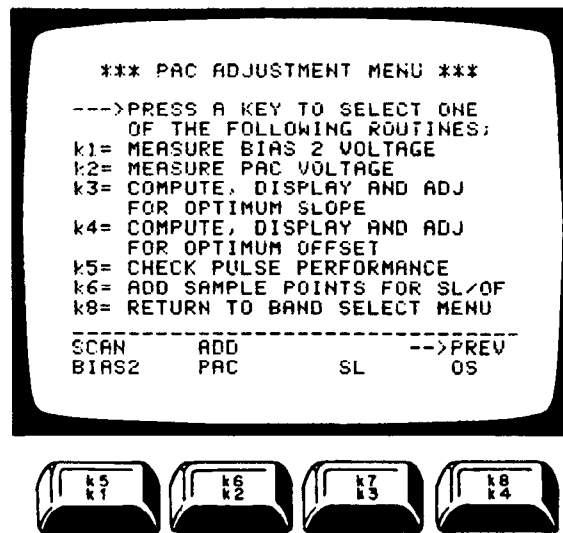 *** PAC ADJUSTMENT MENU ***
--->PRESS A KEY TO SELECT ONE
OF THE FOLLOWING ROUTINES;
k1= MEASURE BIAS 2 VOLTAGE
k2= MEASURE PAC VOLTAGE
k3= COMPUTE, DISPLAY AND ADJ
FOR OPTIMUM SLOPE
k4= COMPUTE, DISPLAY AND ADJ
FOR OPTIMUM OFFSET
k5= CHECK PULSE PERFORMANCE
k6= ADD SAMPLE POINTS FOR SL/OF
k8= RETURN TO BAND SELECT MENU
--------------------------------
SCAN ADD -->PREV
BIAS2 PAC SL OS
k5 k6 k7 k8
k1 k2 k3 k4